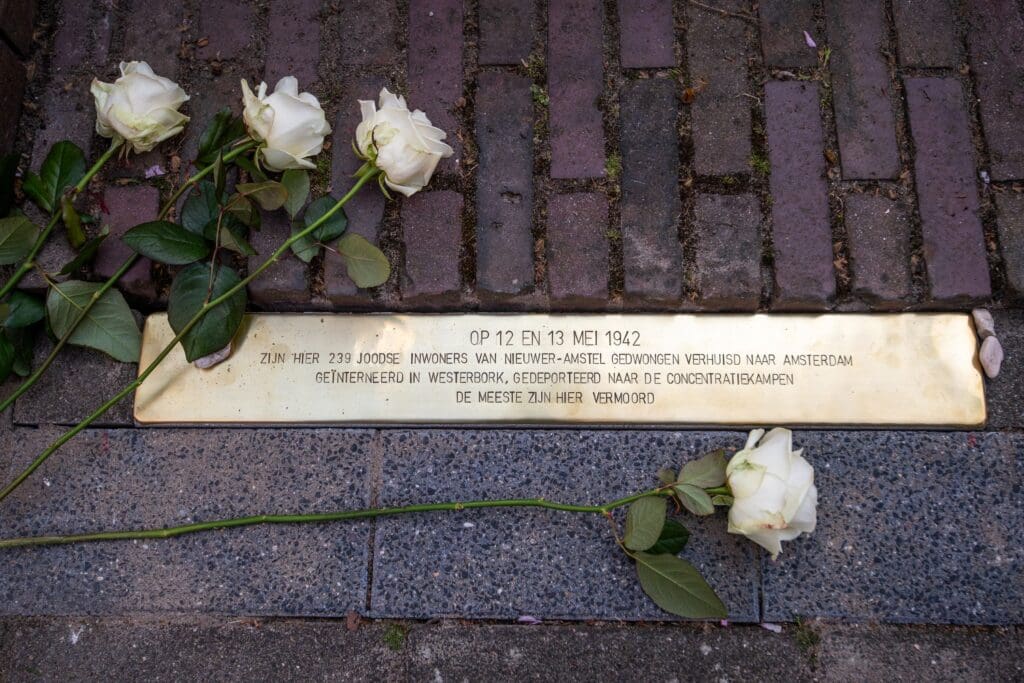 OP 12 EN 13 MEI 1942
ZIJN HIER 239 JOODSE INWONERS VAN NIEUWER-AMSTEL GEDWONGEN VERHUISD NAAR AMSTERDAM
GEÏNTERNEERD IN WESTERBORK, GEDEPORTEERD NAAR DE CONCENTRATIEKAMPEN
DE MEESTE ZIJN HIER VERMOORD